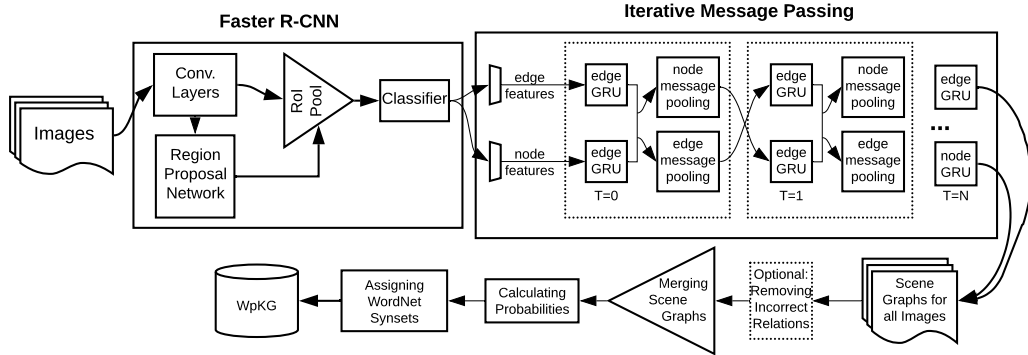 Faster R-CNN
Iterative Message Passing
Images
Conv.
Layers
Region
Proposal
Network
RoI
Pool
Classifier
edge
features
node
features
edge
GRU
edge
GRU
T=0
node
message
pooling
edge
message
pooling
edge
GRU
edge
GRU
T=1
node
message
pooling
edge
message
pooling
edge
GRU
...
node
GRU
T=N
Scene
Graphs for
all Images
Optional:
Removing
Incorrect
Relations
Merging
Scene
Graphs
Calculating
Probabilities
Assigning
WordNet
Synsets
WpKG